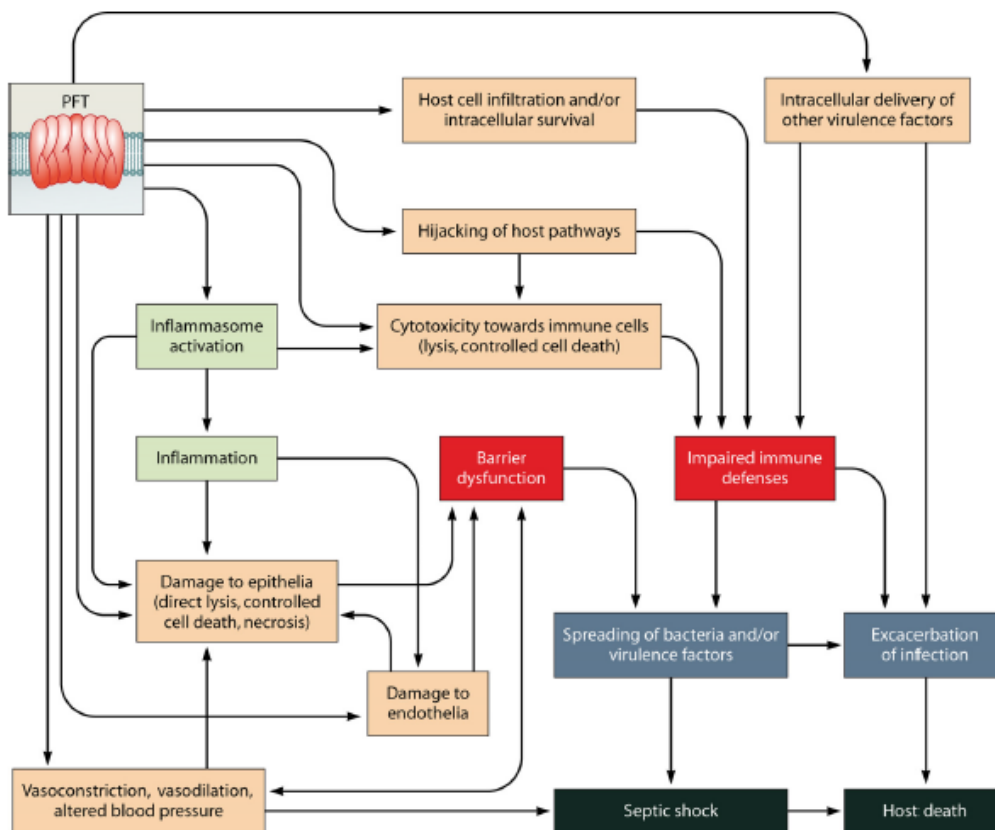 PFT
Host cell infiltration and/or
intracellular survival
Intracellular delivery of
other virulence factors
Hijacking of host pathways
Inflammasome
activation
Cytotoxicity towards immune cells
(lysis, controlled cell death)
Inflammation
Barrier
dysfunction
Impaired immune
defenses
Damage to epithelia
(direct lysis, controlled
cell death, necrosis)
Spreading of bacteria and/or
virulence factors
Excacerbation
of infection
Damage to
endothelia
Vasoconstriction, vasodilation,
altered blood pressure
Septic shock
Host death